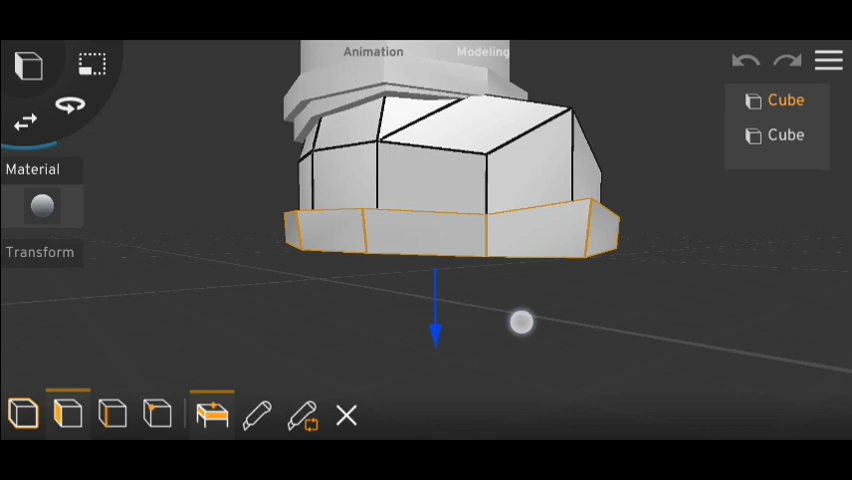 Animation
Modeling
Cube
Cube
Material
Transform